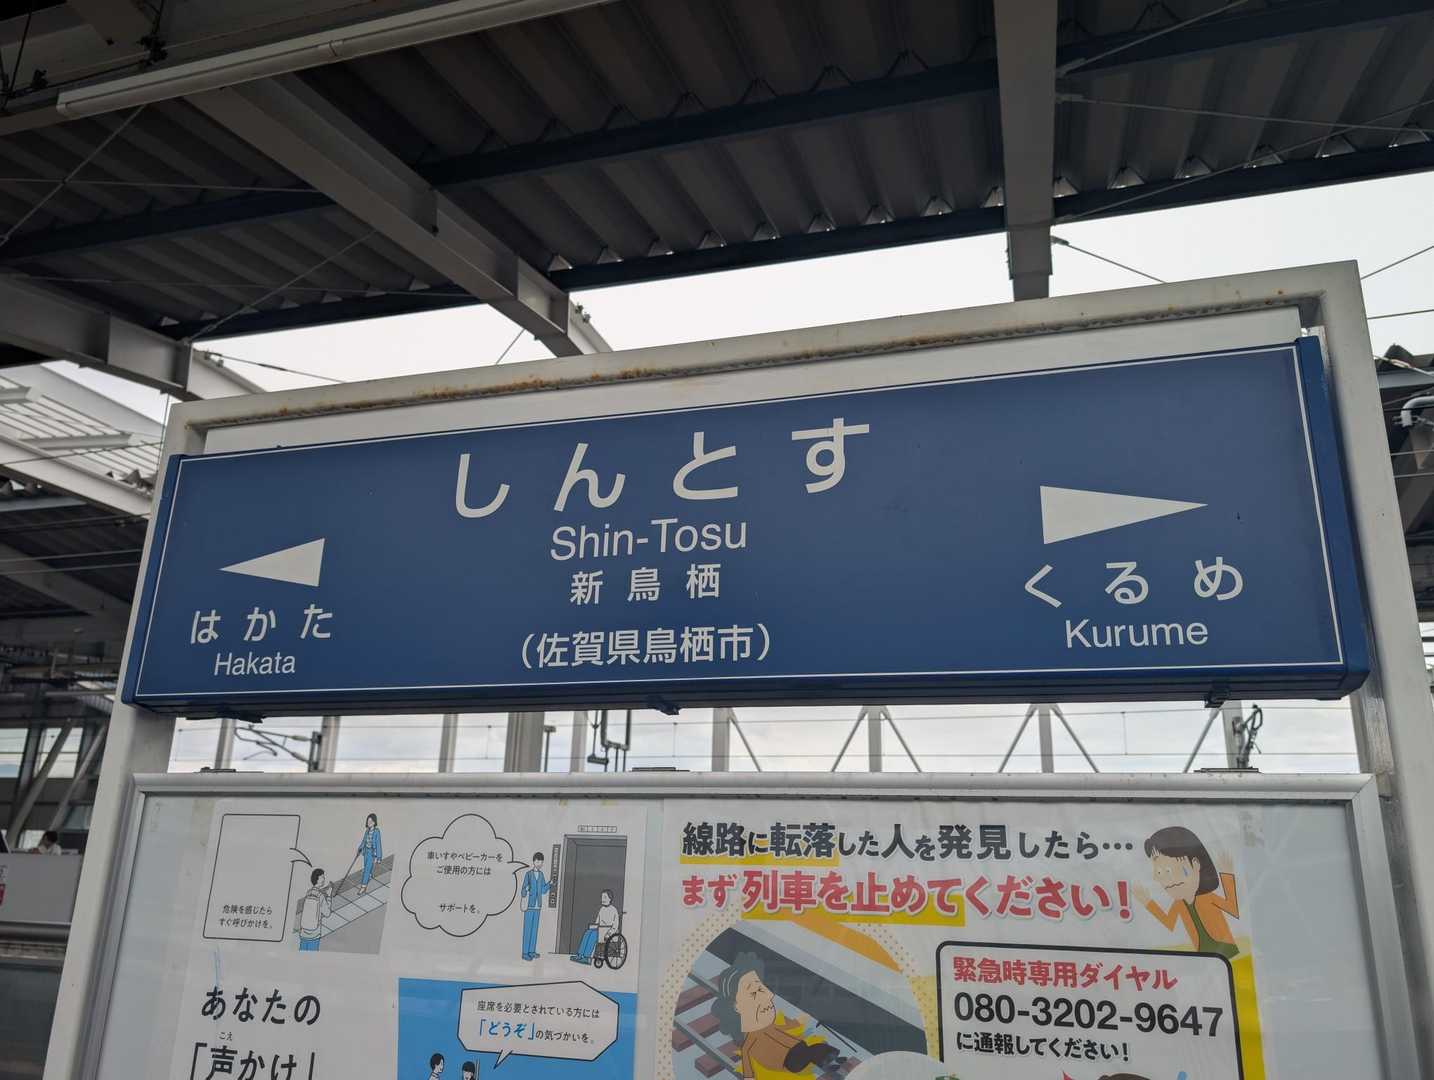 しんとす
Shin-Tosu
新鳥栖
（佐賀県鳥栖市）
はかた
Hakata
くるめ
Kurume
危険を感じたら
すぐ呼びかけを。
車いすやベビーカーを
ご使用の方には
サポートを。
あなたの
こえ
「声かけ」
座席を必要とされている方には
「どうぞ」の気づかいを。
線路に転落した人を発見したら…
まず列車を止めてください！
緊急時専用ダイヤル
080-3202-9647
に通報してください！